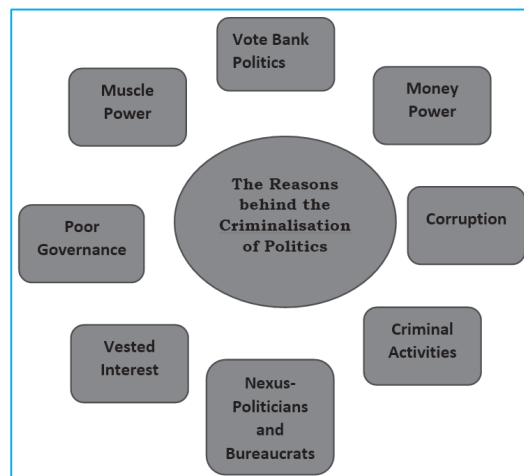 Vote Bank
Politics
Muscle
Power
Money
Power
The Reasons
behind the
Criminalisation
of Politics
Poor
Governance
Corruption
Vested
Interest
Criminal
Activities
Nexus-
Politicians
and
Bureaucrats